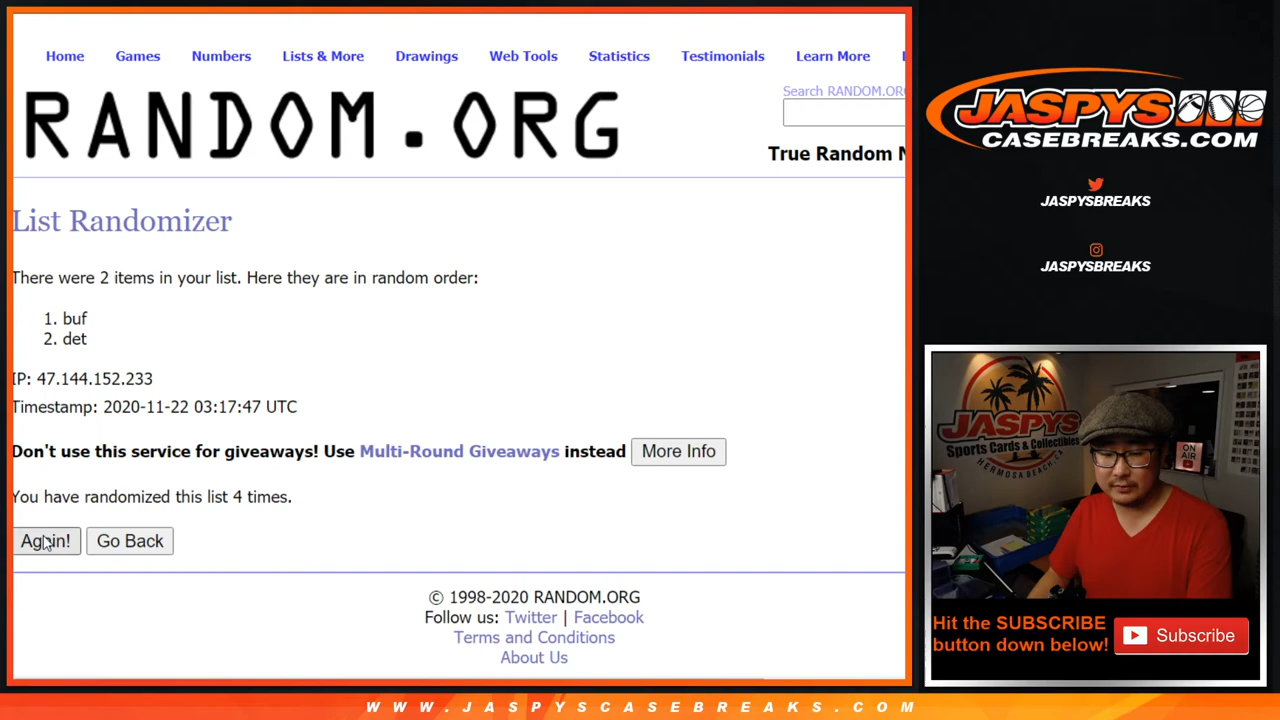 Home Games Numbers Lists & More Drawings Web Tools Statistics Testimonials Learn More
RANDOM.ORG
Search RANDOM.ORG
True Random N
List Randomizer
There were 2 items in your list. Here they are in random order:
1. buf
2. det
IP: 47.144.152.233
Timestamp: 2020-11-22 03:17:47 UTC
Don't use this service for giveaways! Use Multi-Round Giveaways instead More Info
You have randomized this list 4 times.
Again! Go Back
© 1998-2020 RANDOM.ORG
Follow us: Twitter | Facebook
Terms and Conditions
About Us
JASPYS
CASEBREAKS.COM
JASPYSBREAKS
JASPYSBREAKS
JASPYS
Sports Cards & Collectibles
HERMOSA BEACH, CA
ON AIR
Hit the SUBSCRIBE
button down below!
Subscribe
WWW.JASPYSCASEBREAKS.COM